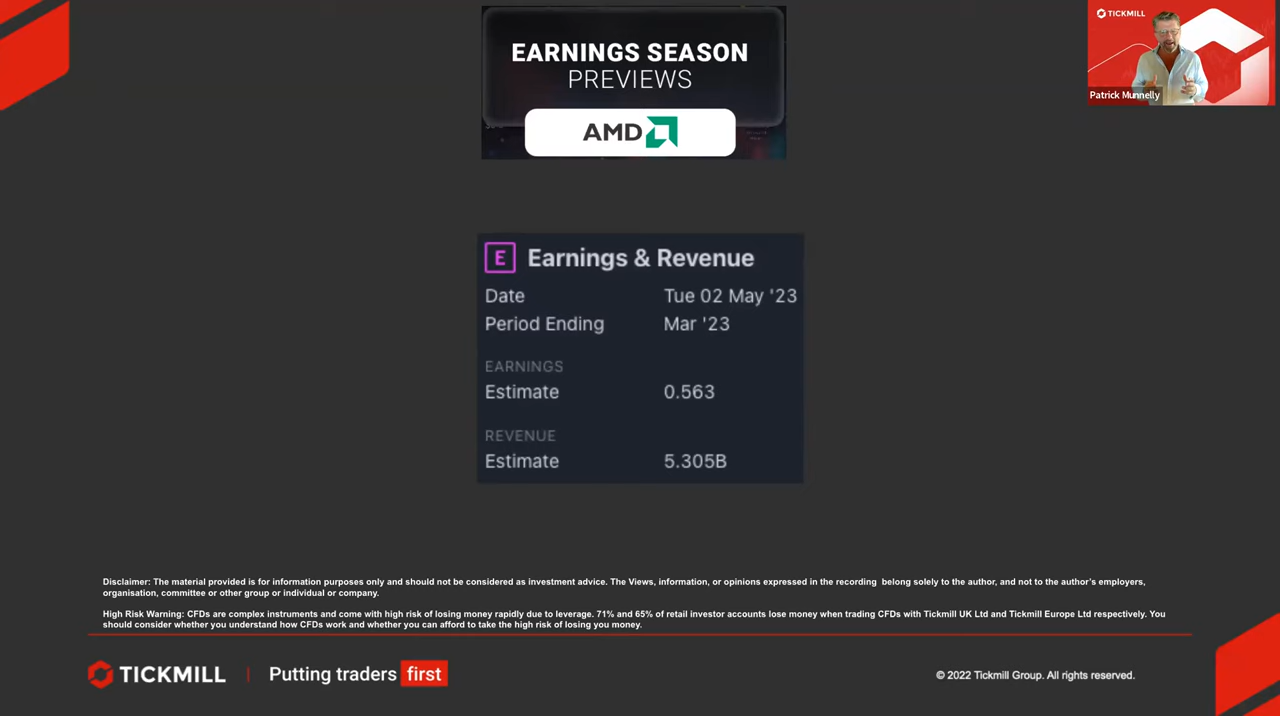 EARNINGS SEASON
PREVIEWS
AMD
TICKMILL
Patrick Munnelly
E Earnings & Revenue
Date Tue 02 May '23
Period Ending Mar '23
EARNINGS
Estimate 0.563
REVENUE
Estimate 5.305B
Disclaimer: The material provided is for information purposes only and should not be considered as investment advice. The Views, information, or opinions expressed in the recording belong solely to the author, and not to the author's employers,
organisation, committee or other group or individual or company.
High Risk Warning: CFDs are complex instruments and come with high risk of losing money rapidly due to leverage. 71% and 65% of retail investor accounts lose money when trading CFDs with Tickmill UK Ltd and Tickmill Europe Ltd respectively. You
should consider whether you understand how CFDs work and whether you can afford to take the high risk of losing you money.
TICKMILL | Putting traders first
© 2022 Tickmill Group. All rights reserved.